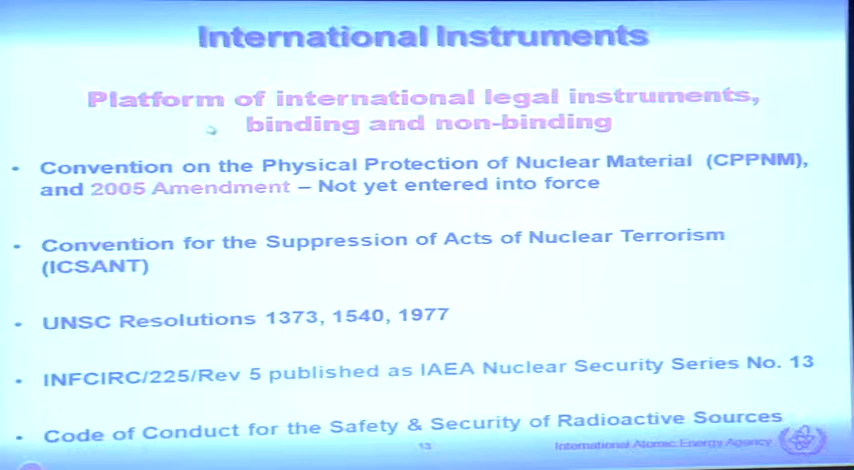 International Instruments
Platform of international legal instruments,
binding and non-binding
• Convention on the Physical Protection of Nuclear Material (CPPNM),
and 2005 Amendment – Not yet entered into force
• Convention for the Suppression of Acts of Nuclear Terrorism
(ICSANT)
• UNSC Resolutions 1373, 1540, 1977
• INFCIRC/225/Rev 5 published as IAEA Nuclear Security Series No. 13
• Code of Conduct for the Safety & Security of Radioactive Sources
13
International Atomic Energy Agency